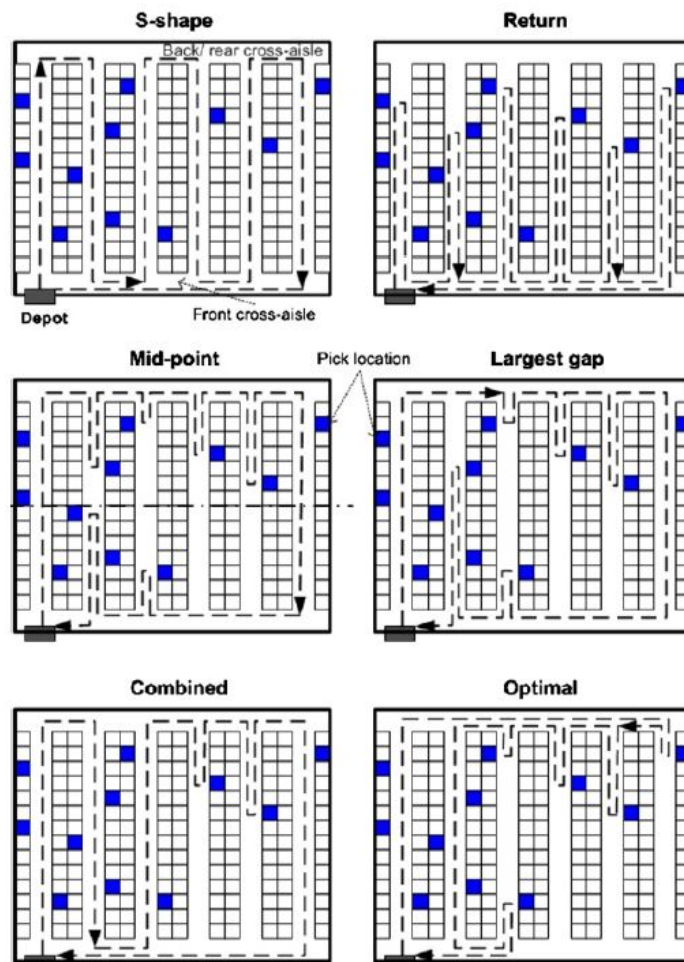 S-shape
Return
Back/ rear cross-aisle
Depot
Front cross-aisle
Mid-point
Pick location
Largest gap
Combined
Optimal